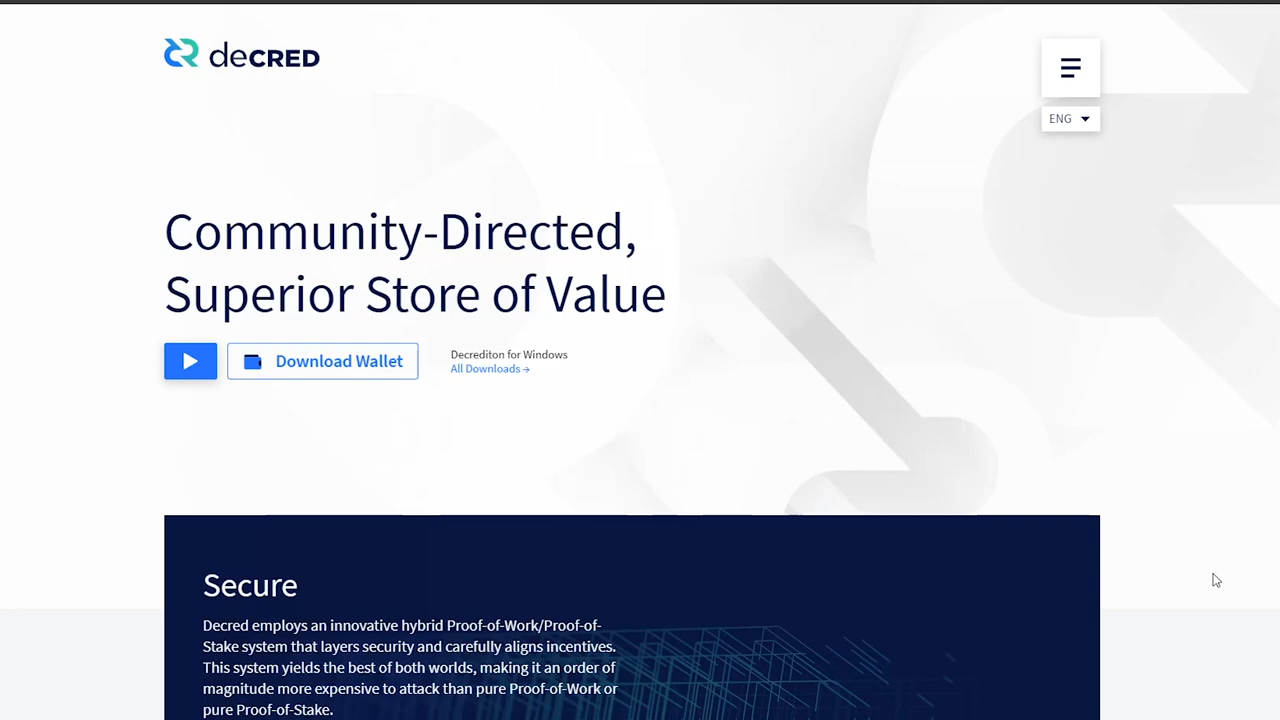 deCRED
ENG
Community-Directed,
Superior Store of Value
Download Wallet
Decrediton for Windows
All Downloads →
Secure
Decred employs an innovative hybrid Proof-of-Work/Proof-of-
Stake system that layers security and carefully aligns incentives.
This system yields the best of both worlds, making it an order of
magnitude more expensive to attack than pure Proof-of-Work or
pure Proof-of-Stake.